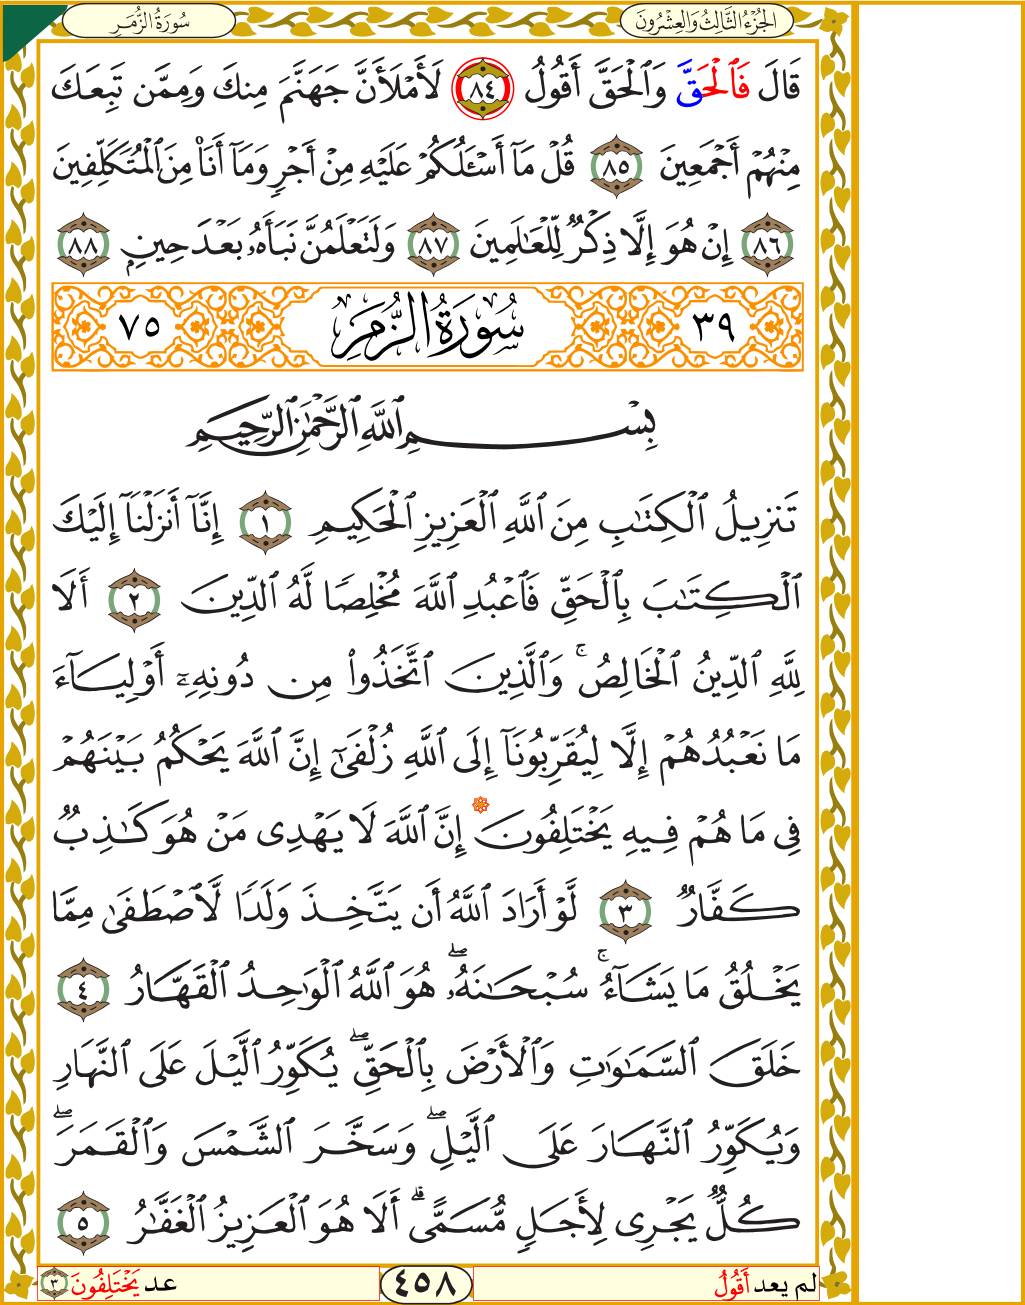 الجُزْءُ الثَّالِثُ وَالعِشْرُونَ
سُورَةُ الزُّمَرِ
قَالَ فَٱلْحَقَّ وَٱلْحَقَّ أَقُولُ ٨٤ لَأَمْلَأَنَّ جَهَنَّمَ مِنكَ وَمِمَّن تَبِعَكَ
مِنْهُمْ أَجْمَعِينَ ٨٥ قُلْ مَآ أَسْـَٔلُكُمْ عَلَيْهِ مِنْ أَجْرٍ وَمَآ أَنَا۠ مِنَ ٱلْمُتَكَلِّفِينَ
٨٦ إِنْ هُوَ إِلَّا ذِكْرٌ لِّلْعَـٰلَمِينَ ٨٧ وَلَتَعْلَمُنَّ نَبَأَهُۥ بَعْدَ حِينٍۭ ٨٨
٣٩ سُورَةُ الزُّمَرِ ٧٥
بِسْمِ ٱللَّهِ ٱلرَّحْمَـٰنِ ٱلرَّحِيمِ
تَنزِيلُ ٱلْكِتَـٰبِ مِنَ ٱللَّهِ ٱلْعَزِيزِ ٱلْحَكِيمِ ١ إِنَّآ أَنزَلْنَآ إِلَيْكَ
ٱلْكِتَـٰبَ بِٱلْحَقِّ فَٱعْبُدِ ٱللَّهَ مُخْلِصًا لَّهُ ٱلدِّينَ ٢ أَلَا
لِلَّهِ ٱلدِّينُ ٱلْخَالِصُ ۚ وَٱلَّذِينَ ٱتَّخَذُوا۟ مِن دُونِهِۦٓ أَوْلِيَآءَ
مَا نَعْبُدُهُمْ إِلَّا لِيُقَرِّبُونَآ إِلَى ٱللَّهِ زُلْفَىٰٓ إِنَّ ٱللَّهَ يَحْكُمُ بَيْنَهُمْ
فِى مَا هُمْ فِيهِ يَخْتَلِفُونَ إِنَّ ٱللَّهَ لَا يَهْدِى مَنْ هُوَ كَـٰذِبٌ
كَفَّارٌ ٣ لَّوْ أَرَادَ ٱللَّهُ أَن يَتَّخِذَ وَلَدًا لَّٱصْطَفَىٰ مِمَّا
يَخْلُقُ مَا يَشَآءُ ۚ سُبْحَـٰنَهُۥ ۖ هُوَ ٱللَّهُ ٱلْوَٰحِدُ ٱلْقَهَّارُ ٤
خَلَقَ ٱلسَّمَـٰوَٰتِ وَٱلْأَرْضَ بِٱلْحَقِّ ۖ يُكَوِّرُ ٱلَّيْلَ عَلَى ٱلنَّهَارِ
وَيُكَوِّرُ ٱلنَّهَارَ عَلَى ٱلَّيْلِ ۖ وَسَخَّرَ ٱلشَّمْسَ وَٱلْقَمَرَ ۖ
كُلٌّ يَجْرِى لِأَجَلٍ مُّسَمًّى ۗ أَلَا هُوَ ٱلْعَزِيزُ ٱلْغَفَّـٰرُ ٥
لم يعد أَقُولُ
٤٥٨
عد يَخْتَلِفُونَ ٣